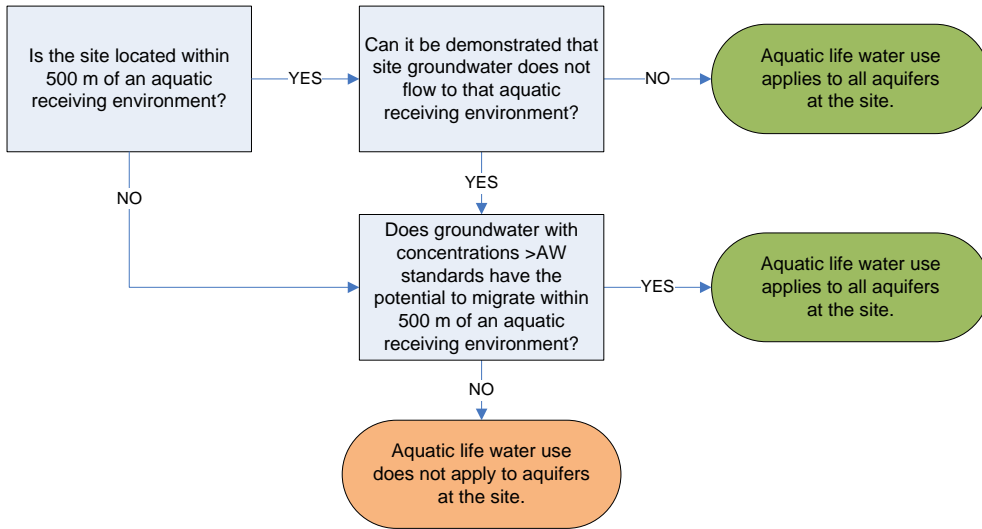 Is the site located within
500 m of an aquatic
receiving environment?
YES
Can it be demonstrated that
site groundwater does not
flow to that aquatic
receiving environment?
NO
Aquatic life water use
applies to all aquifers
at the site.
NO
YES
Does groundwater with
concentrations >AW
standards have the
potential to migrate within
500 m of an aquatic
receiving environment?
YES
Aquatic life water use
applies to all aquifers
at the site.
NO
Aquatic life water use
does not apply to aquifers
at the site.